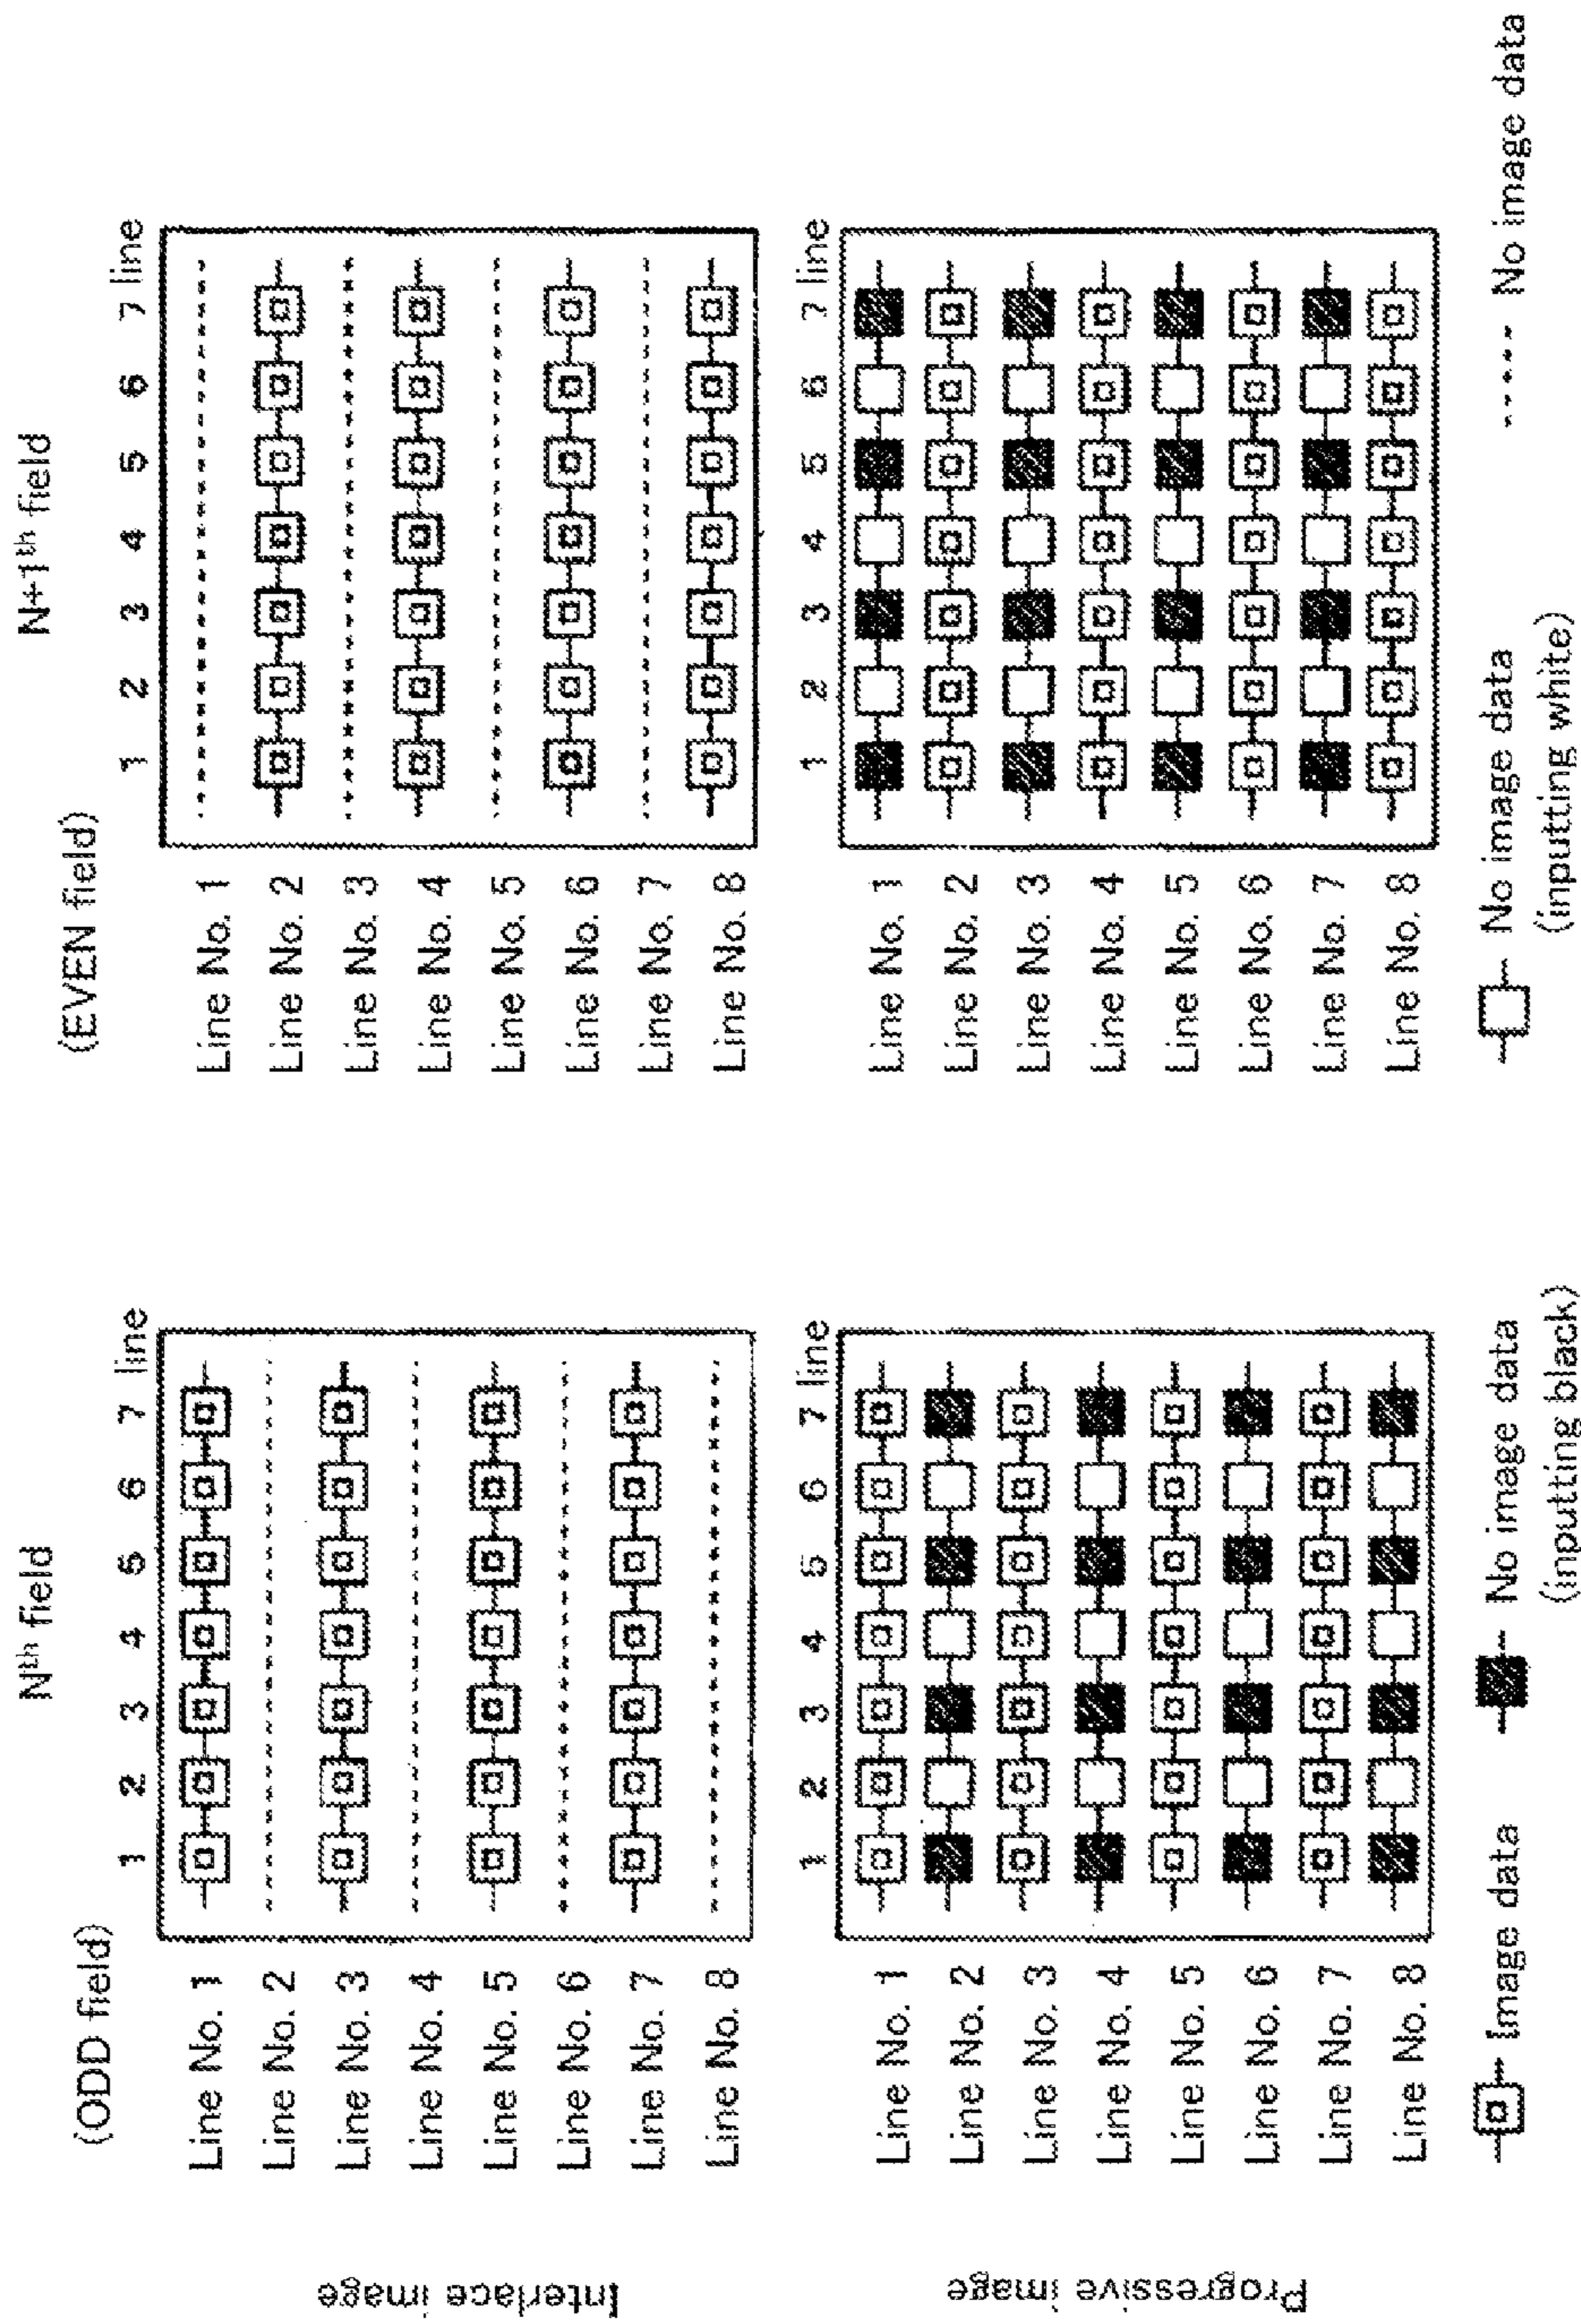 Nth field
(ODD field)
Interlace image
1 2 3 4 5 6 7 line
Line No. 1
Line No. 2
Line No. 3
Line No. 4
Line No. 5
Line No. 6
Line No. 7
Line No. 8
N+1th field
(EVEN field)
1 2 3 4 5 6 7 line
Line No. 1
Line No. 2
Line No. 3
Line No. 4
Line No. 5
Line No. 6
Line No. 7
Line No. 8
Progressive image
1 2 3 4 5 6 7 line
Line No. 1
Line No. 2
Line No. 3
Line No. 4
Line No. 5
Line No. 6
Line No. 7
Line No. 8
1 2 3 4 5 6 7 line
Line No. 1
Line No. 2
Line No. 3
Line No. 4
Line No. 5
Line No. 6
Line No. 7
Line No. 8
Image data
No image data
(inputting black)
No image data
(inputting white)
No image data